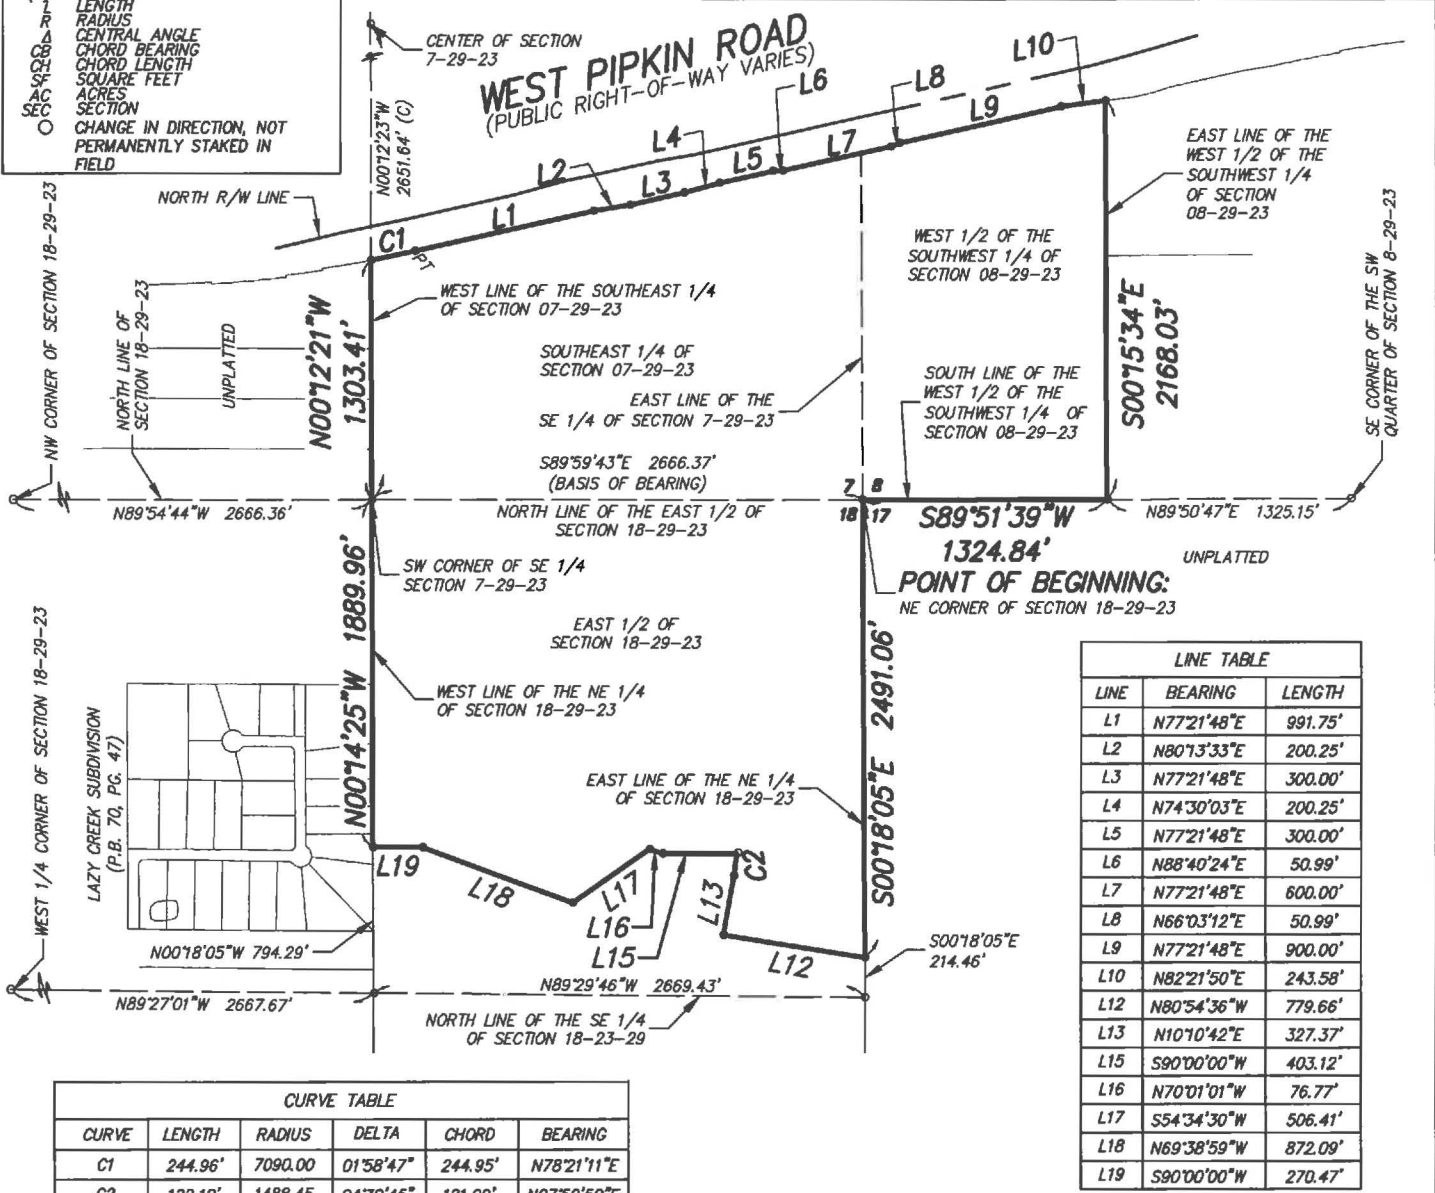 L LENGTH
R RADIUS
Δ CENTRAL ANGLE
CB CHORD BEARING
CH CHORD LENGTH
SF SQUARE FEET
AC ACRES
SEC SECTION
O CHANGE IN DIRECTION, NOT
PERMANENTLY STAKED IN
FIELD
CENTER OF SECTION
7-29-23
WEST PIPKIN ROAD
(PUBLIC RIGHT-OF-WAY VARIES)
N00°12'23"W
2651.64' (C)
NORTH R/W LINE
C1
PT
L1
L2
L3
L4
L5
L6
L7
L8
L9
L10
EAST LINE OF THE
WEST 1/2 OF THE
SOUTHWEST 1/4
OF SECTION
08-29-23
WEST 1/2 OF THE
SOUTHWEST 1/4 OF
SECTION 08-29-23
WEST LINE OF THE SOUTHEAST 1/4
OF SECTION 07-29-23
NW CORNER OF SECTION 18-29-23
NORTH LINE OF
SECTION 18-29-23
UNPLATTED
N00°12'21"W
1303.41'
SOUTHEAST 1/4 OF
SECTION 07-29-23
EAST LINE OF THE
SE 1/4 OF SECTION 7-29-23
SOUTH LINE OF THE
WEST 1/2 OF THE
SOUTHWEST 1/4 OF
SECTION 08-29-23
S00°15'34"E
2168.03'
SE CORNER OF THE SW
QUARTER OF SECTION 8-29-23
S89°59'43"E 2666.37'
(BASIS OF BEARING)
7 8
18 17
N89°54'44"W 2666.36'
NORTH LINE OF THE EAST 1/2 OF
SECTION 18-29-23
S89°51'39"W
1324.84'
N89°50'47"E 1325.15'
UNPLATTED
POINT OF BEGINNING:
NE CORNER OF SECTION 18-29-23
SW CORNER OF SE 1/4
SECTION 7-29-23
EAST 1/2 OF
SECTION 18-29-23
N00°14'25"W 1889.96'
WEST LINE OF THE NE 1/4
OF SECTION 18-29-23
S00°18'05"E 2491.06'
EAST LINE OF THE NE 1/4
OF SECTION 18-29-23
WEST 1/4 CORNER OF SECTION 18-29-23
LAZY CREEK SUBDIVISION
(P.B. 70, PG. 47)
L19
L18
L17
L16
L15
L13
C2
L12
N00°18'05"W 794.29'
S00°18'05"E
214.46'
N89°27'01"W 2667.67'
N89°29'46"W 2669.43'
NORTH LINE OF THE SE 1/4
OF SECTION 18-23-29
LINE TABLE
LINE BEARING LENGTH
L1 N77°21'48"E 991.75'
L2 N80°13'33"E 200.25'
L3 N77°21'48"E 300.00'
L4 N74°30'03"E 200.25'
L5 N77°21'48"E 300.00'
L6 N88°40'24"E 50.99'
L7 N77°21'48"E 600.00'
L8 N66°03'12"E 50.99'
L9 N77°21'48"E 900.00'
L10 N82°21'50"E 243.58'
L12 N80°54'36"W 779.66'
L13 N10°10'42"E 327.37'
L15 S90°00'00"W 403.12'
L16 N70°01'01"W 76.77'
L17 S54°34'30"W 506.41'
L18 N69°38'59"W 872.09'
L19 S90°00'00"W 270.47'
CURVE TABLE
CURVE LENGTH RADIUS DELTA CHORD BEARING
C1 244.96' 7090.00 01°58'47" 244.95' N78°21'11"E